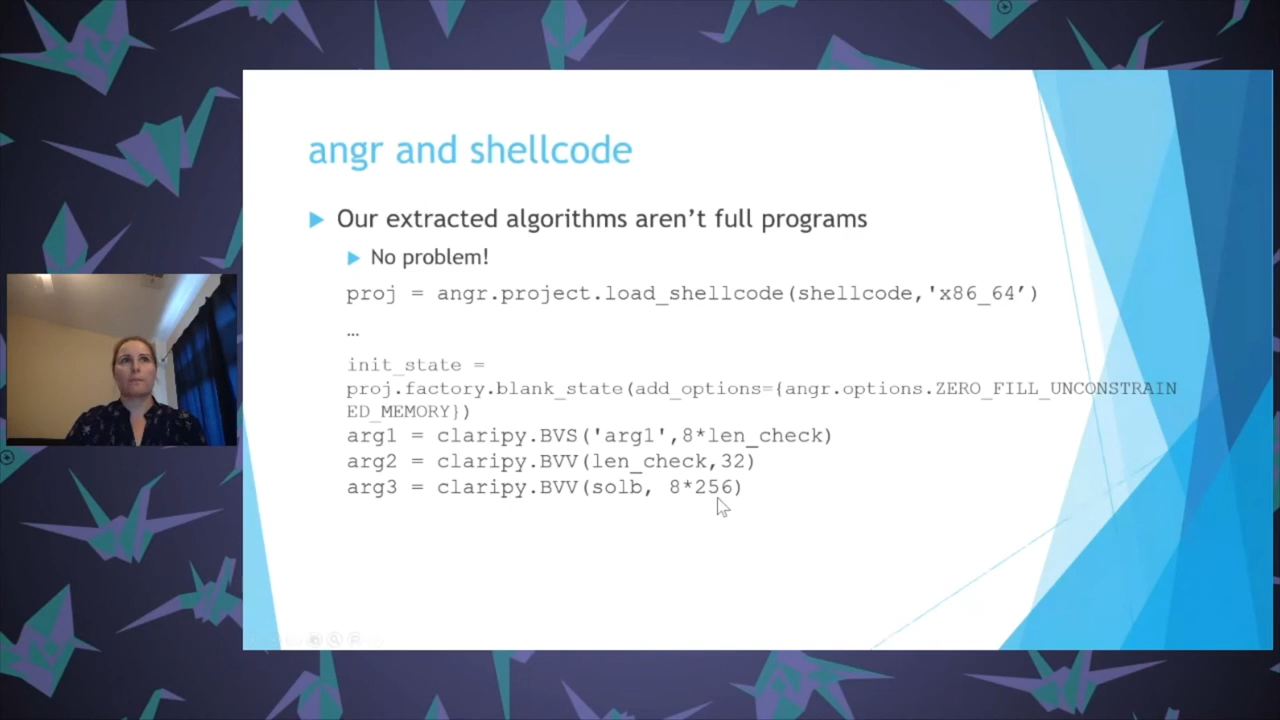 angr and shellcode
Our extracted algorithms aren’t full programs
No problem!
proj = angr.project.load_shellcode(shellcode,'x86_64’)
…
init_state =
proj.factory.blank_state(add_options={angr.options.ZERO_FILL_UNCONSTRAIN
ED_MEMORY})
arg1 = claripy.BVS('arg1',8*len_check)
arg2 = claripy.BVV(len_check,32)
arg3 = claripy.BVV(solb, 8*256)